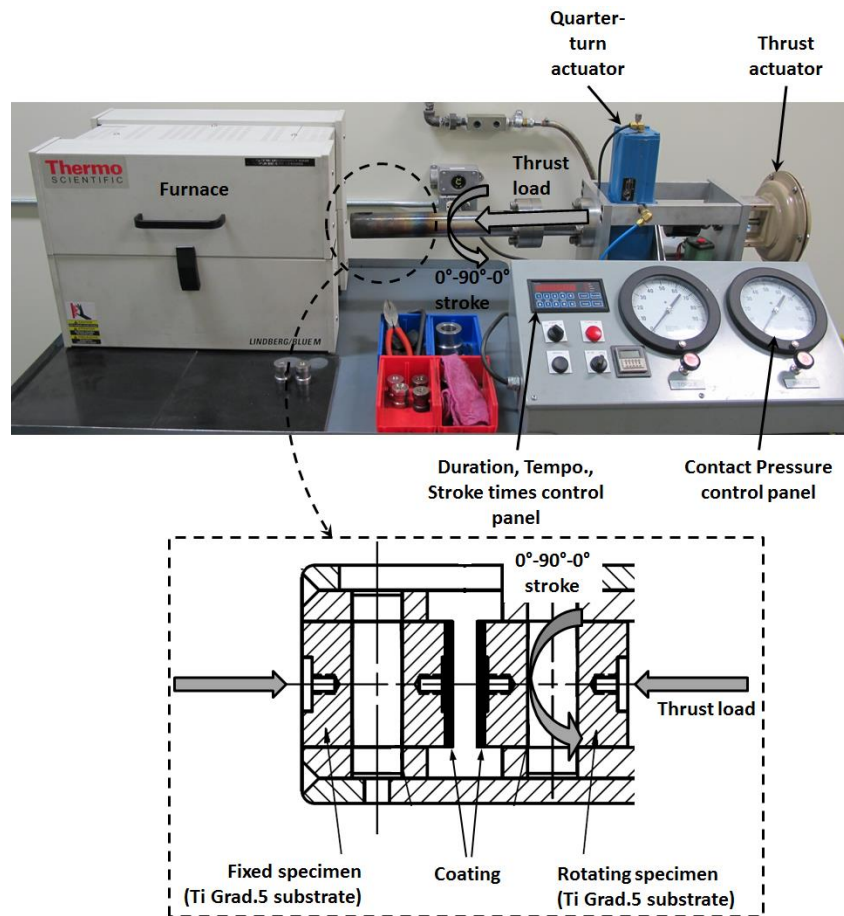 Quarter-
turn
actuator
Thrust
actuator
Thermo
SCIENTIFIC
Furnace
Thrust
load
0°-90°-0°
stroke
LINDBERG/BLUE M
Duration, Tempo.,
Stroke times control
panel
Contact Pressure
control panel
0°-90°-0°
stroke
Thrust load
Fixed specimen
(Ti Grad.5 substrate)
Coating
Rotating specimen
(Ti Grad.5 substrate)